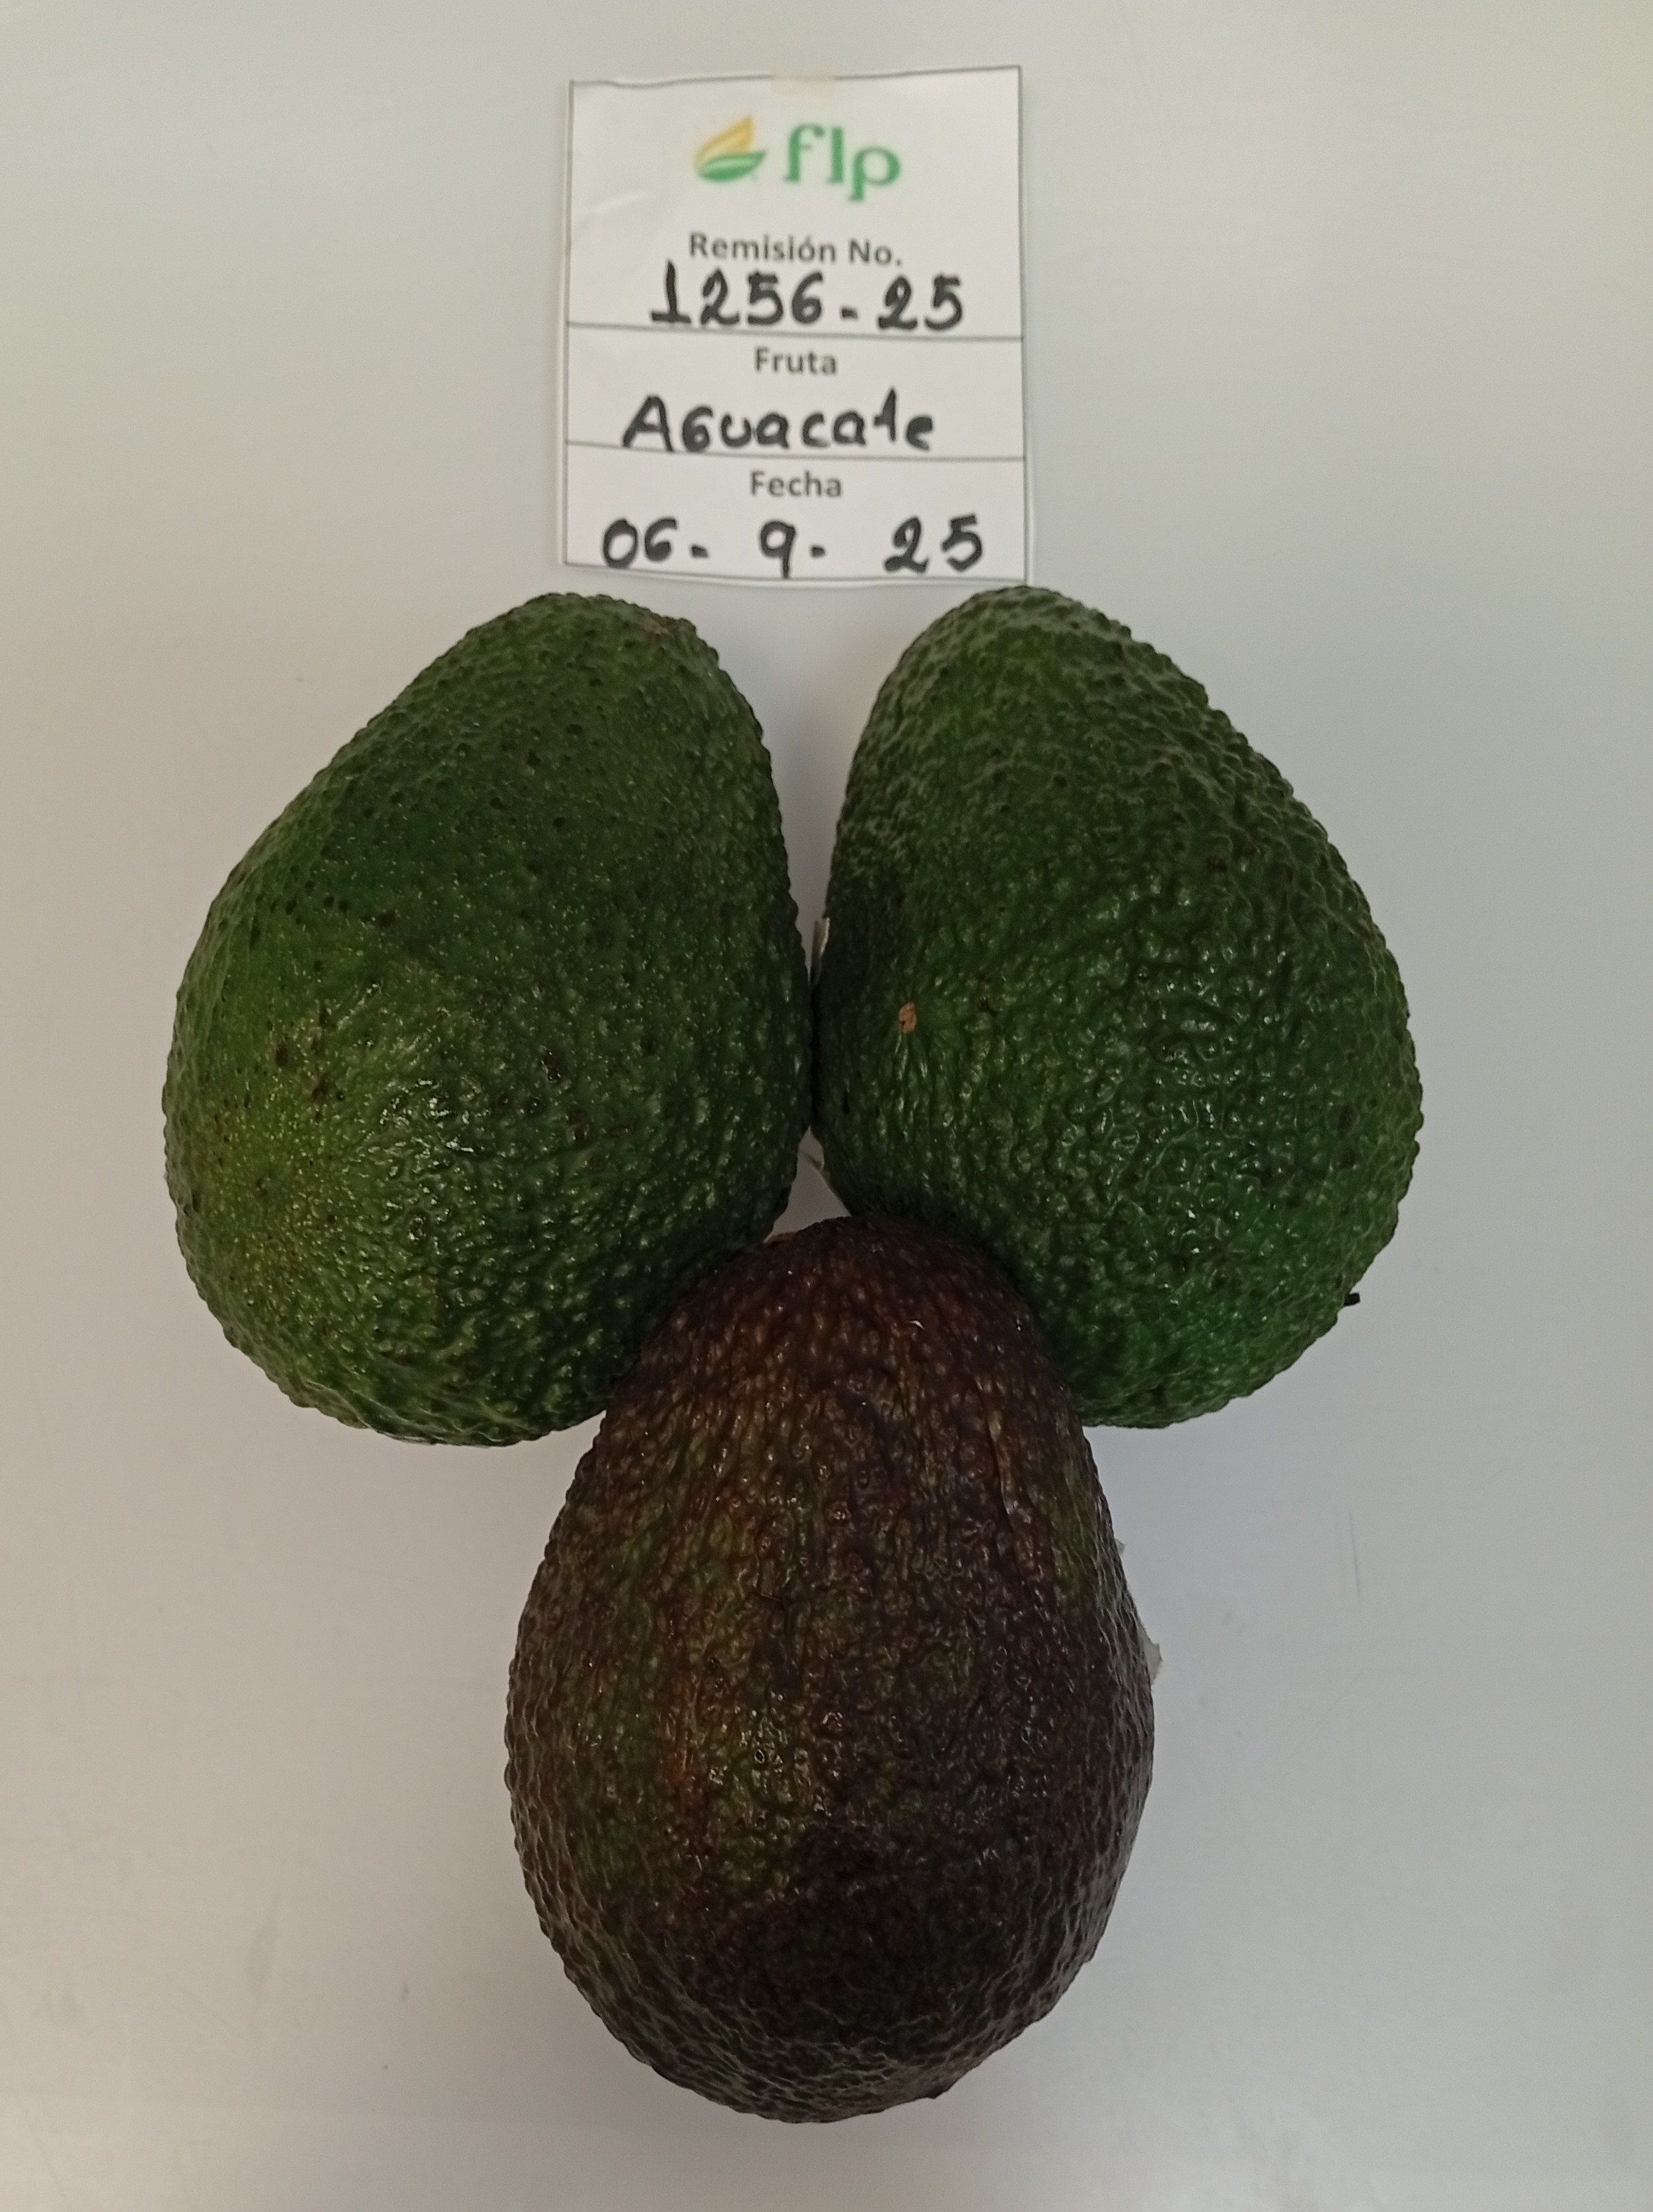 flp
Remisión No.
1256-25
Fruta
Aguacate
Fecha
06- 9- 25